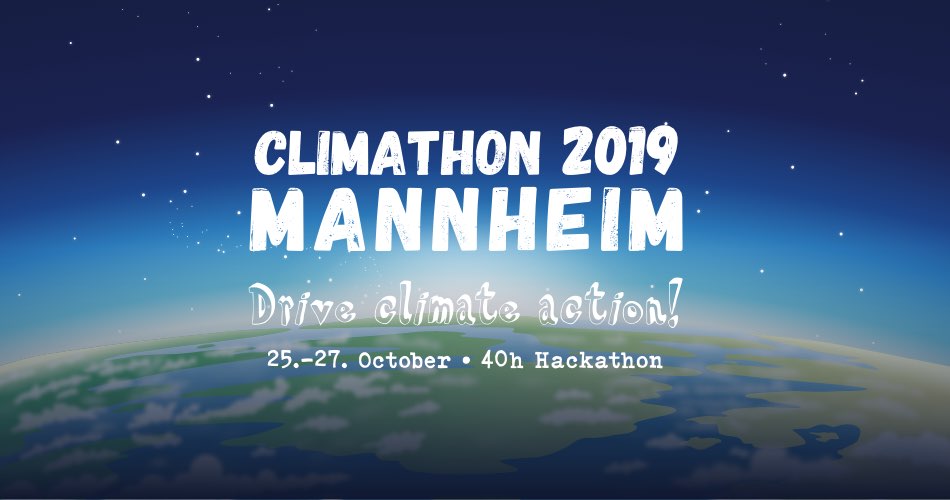 CLIMATHON 2019
MANNHEIM
Drive climate action!
25.-27. October • 40h Hackathon